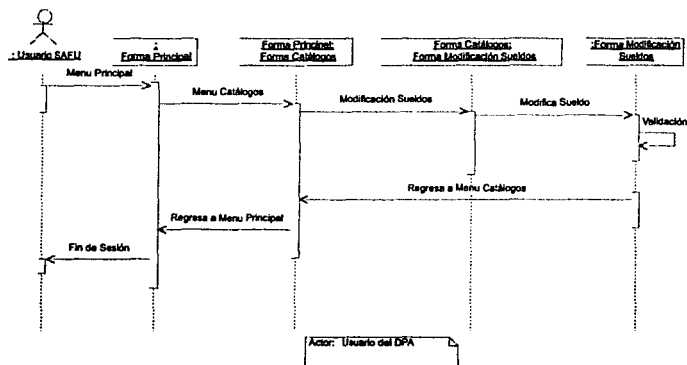 : Usuario SAFU
:
Forma Principal
Forma Principal:
Forma Catálogos
Forma Catálogos:
Forma Modificación Sueldos
:Forma Modificación
Sueldos
Menu Principal
Menu Catálogos
Modificación Sueldos
Modifica Sueldo
Validación
Regresa a Menu Catálogos
Regresa a Menu Principal
Fin de Sesión
Actor: Usuario del DPA